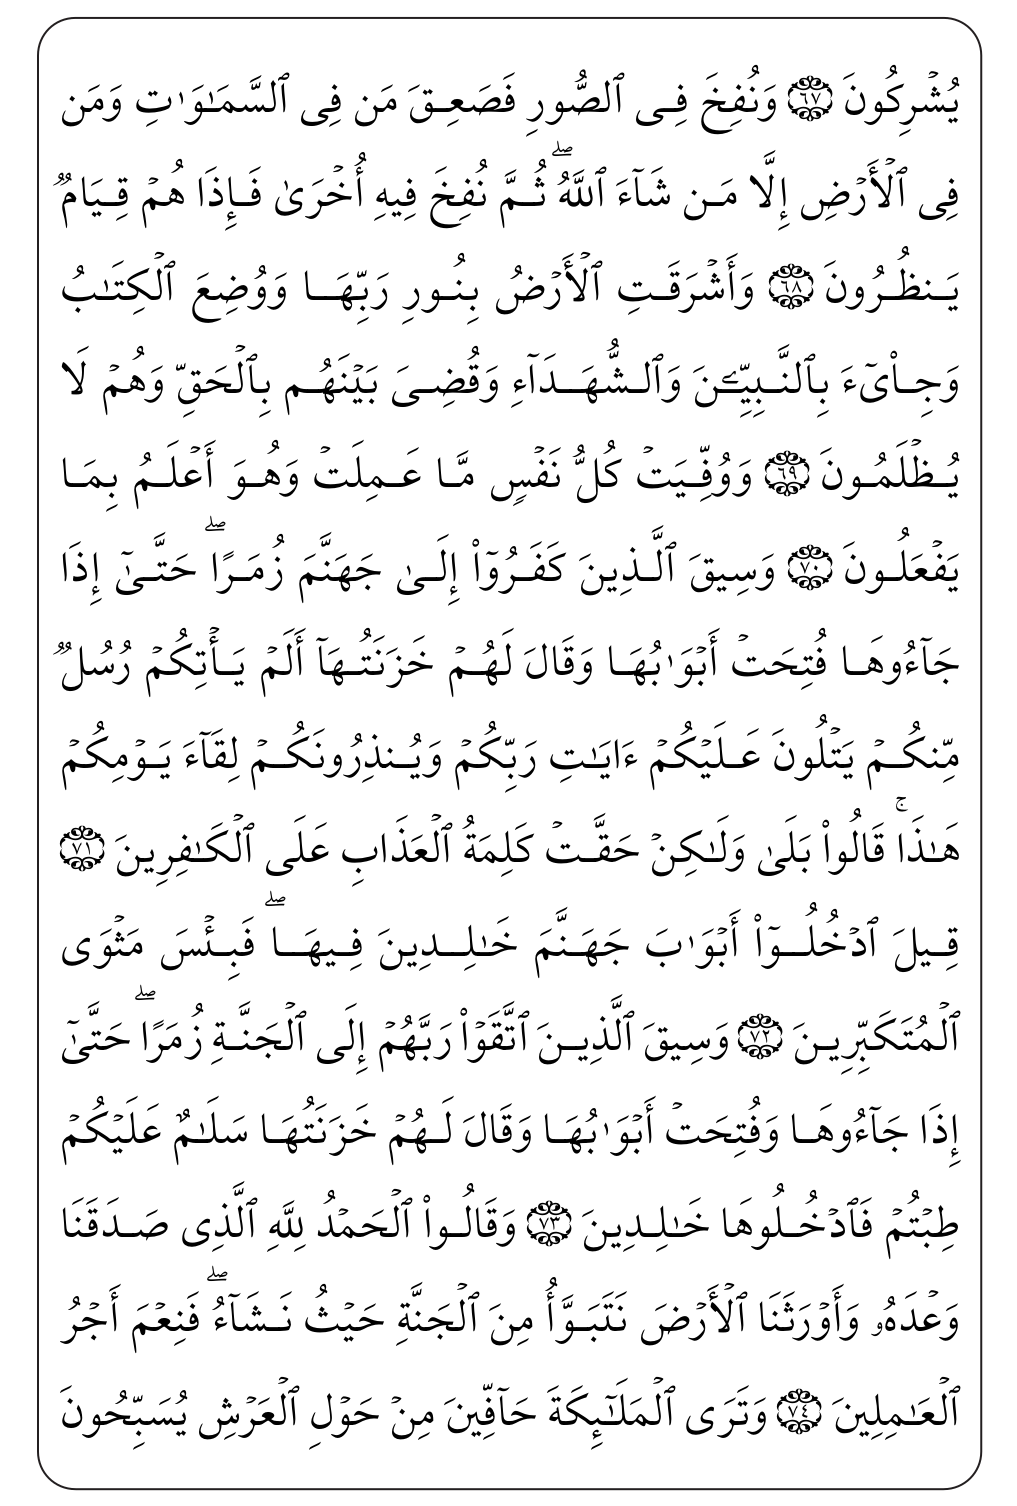 يُشۡرِكُونَ ٦٧ وَنُفِخَ فِى ٱلصُّورِ فَصَعِقَ مَن فِى ٱلسَّمَـٰوَٰتِ وَمَن
فِى ٱلۡأَرۡضِ إِلَّا مَن شَآءَ ٱللَّهُۖ ثُمَّ نُفِخَ فِيهِ أُخۡرَىٰ فَإِذَا هُمۡ قِيَامٌ
يَنظُرُونَ ٦٨ وَأَشۡرَقَتِ ٱلۡأَرۡضُ بِنُورِ رَبِّهَا وَوُضِعَ ٱلۡكِتَـٰبُ
وَجِا۟ىٓءَ بِٱلنَّبِيِّـۧنَ وَٱلشُّهَدَآءِ وَقُضِىَ بَيۡنَهُم بِٱلۡحَقِّ وَهُمۡ لَا
يُظۡلَمُونَ ٦٩ وَوُفِّيَتۡ كُلُّ نَفۡسٍ مَّا عَمِلَتۡ وَهُوَ أَعۡلَمُ بِمَا
يَفۡعَلُونَ ٧٠ وَسِيقَ ٱلَّذِينَ كَفَرُوٓا۟ إِلَىٰ جَهَنَّمَ زُمَرًاۖ حَتَّىٰٓ إِذَا
جَآءُوهَا فُتِحَتۡ أَبۡوَٰبُهَا وَقَالَ لَهُمۡ خَزَنَتُهَآ أَلَمۡ يَأۡتِكُمۡ رُسُلٌ
مِّنكُمۡ يَتۡلُونَ عَلَيۡكُمۡ ءَايَـٰتِ رَبِّكُمۡ وَيُنذِرُونَكُمۡ لِقَآءَ يَوۡمِكُمۡ
هَـٰذَاۚ قَالُوا۟ بَلَىٰ وَلَـٰكِنۡ حَقَّتۡ كَلِمَةُ ٱلۡعَذَابِ عَلَى ٱلۡكَـٰفِرِينَ ٧١
قِيلَ ٱدۡخُلُوٓا۟ أَبۡوَٰبَ جَهَنَّمَ خَـٰلِدِينَ فِيهَاۖ فَبِئۡسَ مَثۡوَى
ٱلۡمُتَكَبِّرِينَ ٧٢ وَسِيقَ ٱلَّذِينَ ٱتَّقَوۡا۟ رَبَّهُمۡ إِلَى ٱلۡجَنَّةِ زُمَرًاۖ حَتَّىٰٓ
إِذَا جَآءُوهَا وَفُتِحَتۡ أَبۡوَٰبُهَا وَقَالَ لَهُمۡ خَزَنَتُهَا سَلَـٰمٌ عَلَيۡكُمۡ
طِبۡتُمۡ فَٱدۡخُلُوهَا خَـٰلِدِينَ ٧٣ وَقَالُوا۟ ٱلۡحَمۡدُ لِلَّهِ ٱلَّذِى صَدَقَنَا
وَعۡدَهُۥ وَأَوۡرَثَنَا ٱلۡأَرۡضَ نَتَبَوَّأُ مِنَ ٱلۡجَنَّةِ حَيۡثُ نَشَآءُۖ فَنِعۡمَ أَجۡرُ
ٱلۡعَـٰمِلِينَ ٧٤ وَتَرَى ٱلۡمَلَـٰٓئِكَةَ حَآفِّينَ مِنۡ حَوۡلِ ٱلۡعَرۡشِ يُسَبِّحُونَ